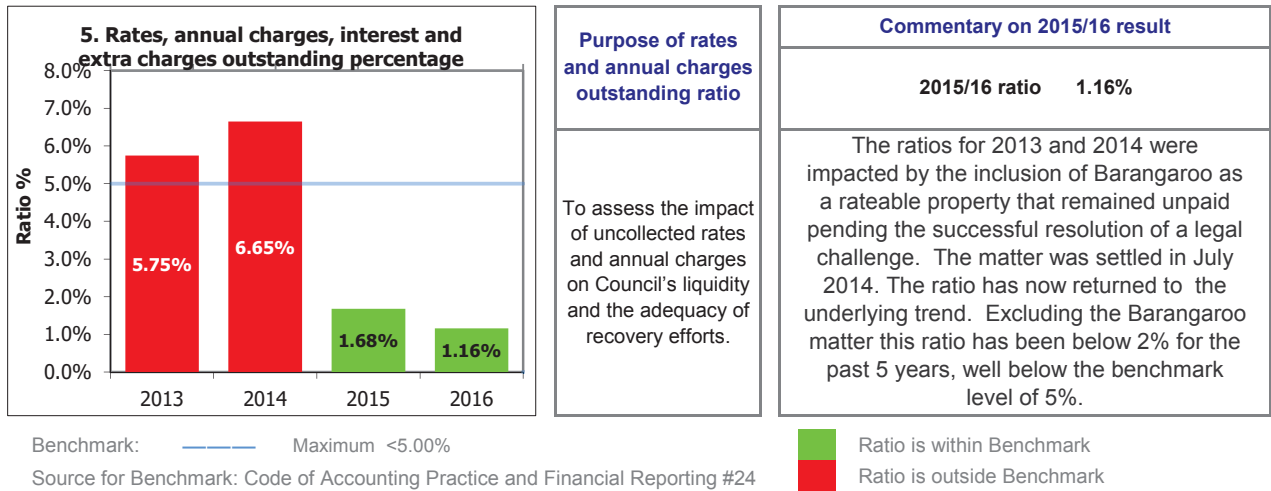 5. Rates, annual charges, interest and
extra charges outstanding percentage
8.0%
7.0%
6.0%
5.0%
4.0%
3.0%
2.0%
1.0%
0.0%
Ratio %
5.75%
6.65%
1.68%
1.16%
2013 2014 2015 2016
Purpose of rates
and annual charges
outstanding ratio
To assess the impact
of uncollected rates
and annual charges
on Council's liquidity
and the adequacy of
recovery efforts.
Commentary on 2015/16 result
2015/16 ratio 1.16%
The ratios for 2013 and 2014 were
impacted by the inclusion of Barangaroo as
a rateable property that remained unpaid
pending the successful resolution of a legal
challenge. The matter was settled in July
2014. The ratio has now returned to the
underlying trend. Excluding the Barangaroo
matter this ratio has been below 2% for the
past 5 years, well below the benchmark
level of 5%.
Benchmark: Maximum <5.00%
Source for Benchmark: Code of Accounting Practice and Financial Reporting #24
Ratio is within Benchmark
Ratio is outside Benchmark